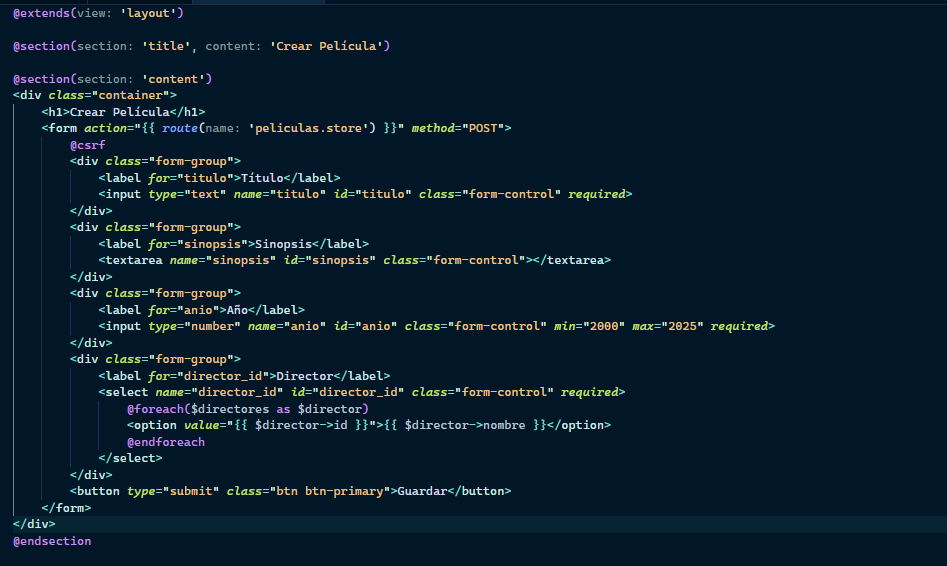 @extends(view: 'layout')

@section(section: 'title', content: 'Crear Película')

@section(section: 'content')
<div class="container">
    <h1>Crear Película</h1>
    <form action="{{ route(name: 'peliculas.store') }}" method="POST">
        @csrf
        <div class="form-group">
            <label for="titulo">Título</label>
            <input type="text" name="titulo" id="titulo" class="form-control" required>
        </div>
        <div class="form-group">
            <label for="sinopsis">Sinopsis</label>
            <textarea name="sinopsis" id="sinopsis" class="form-control"></textarea>
        </div>
        <div class="form-group">
            <label for="anio">Año</label>
            <input type="number" name="anio" id="anio" class="form-control" min="2000" max="2025" required>
        </div>
        <div class="form-group">
            <label for="director_id">Director</label>
            <select name="director_id" id="director_id" class="form-control" required>
                @foreach($directores as $director)
                <option value="{{ $director->id }}">{{ $director->nombre }}</option>
                @endforeach
            </select>
        </div>
        <button type="submit" class="btn btn-primary">Guardar</button>
    </form>
</div>
@endsection